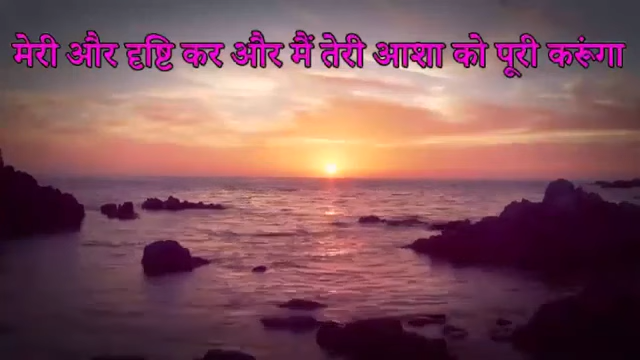 मेरी और दृष्टि कर और मैं तेरी आशा को पूरी करुंगा